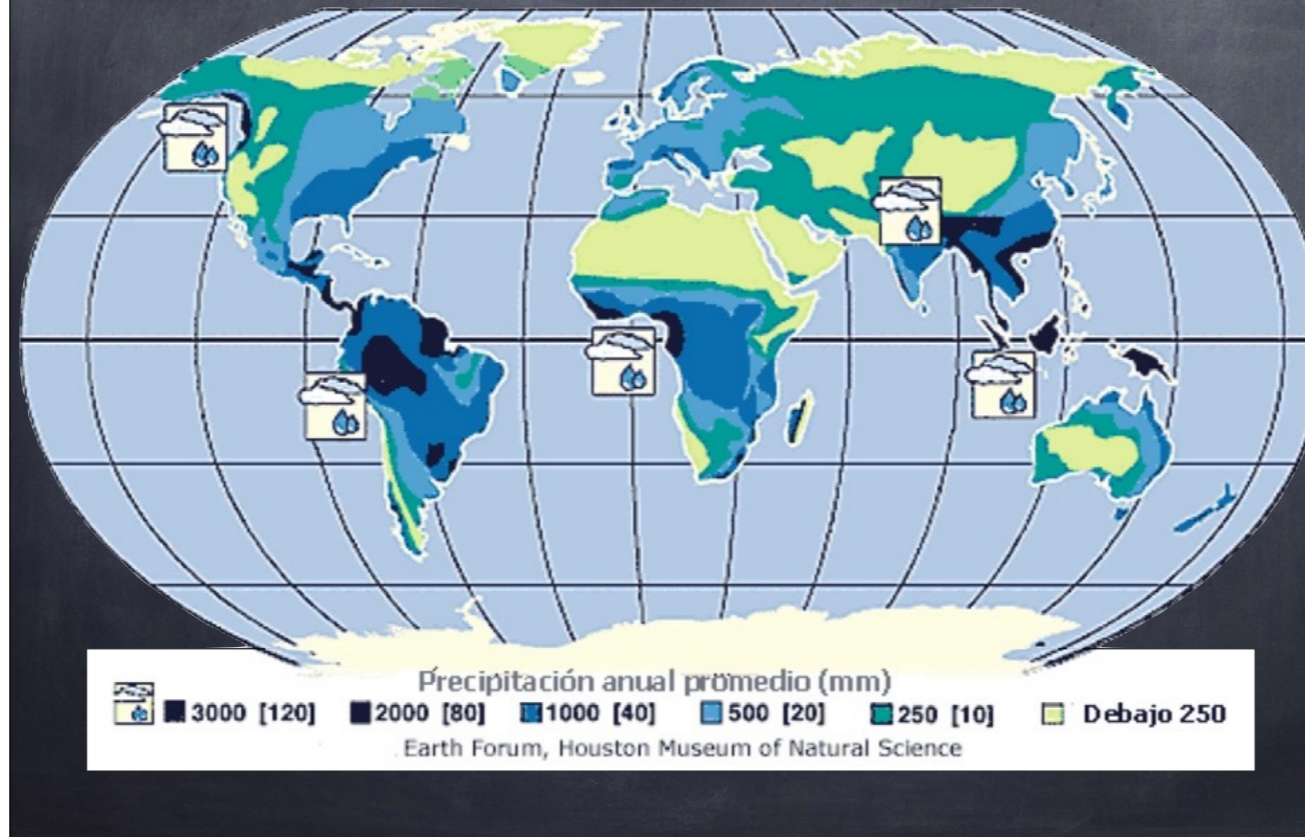 Precipitación anual promedio (mm)
3000 [120] 2000 [80] 1000 [40] 500 [20] 250 [10] Debajo 250
Earth Forum, Houston Museum of Natural Science